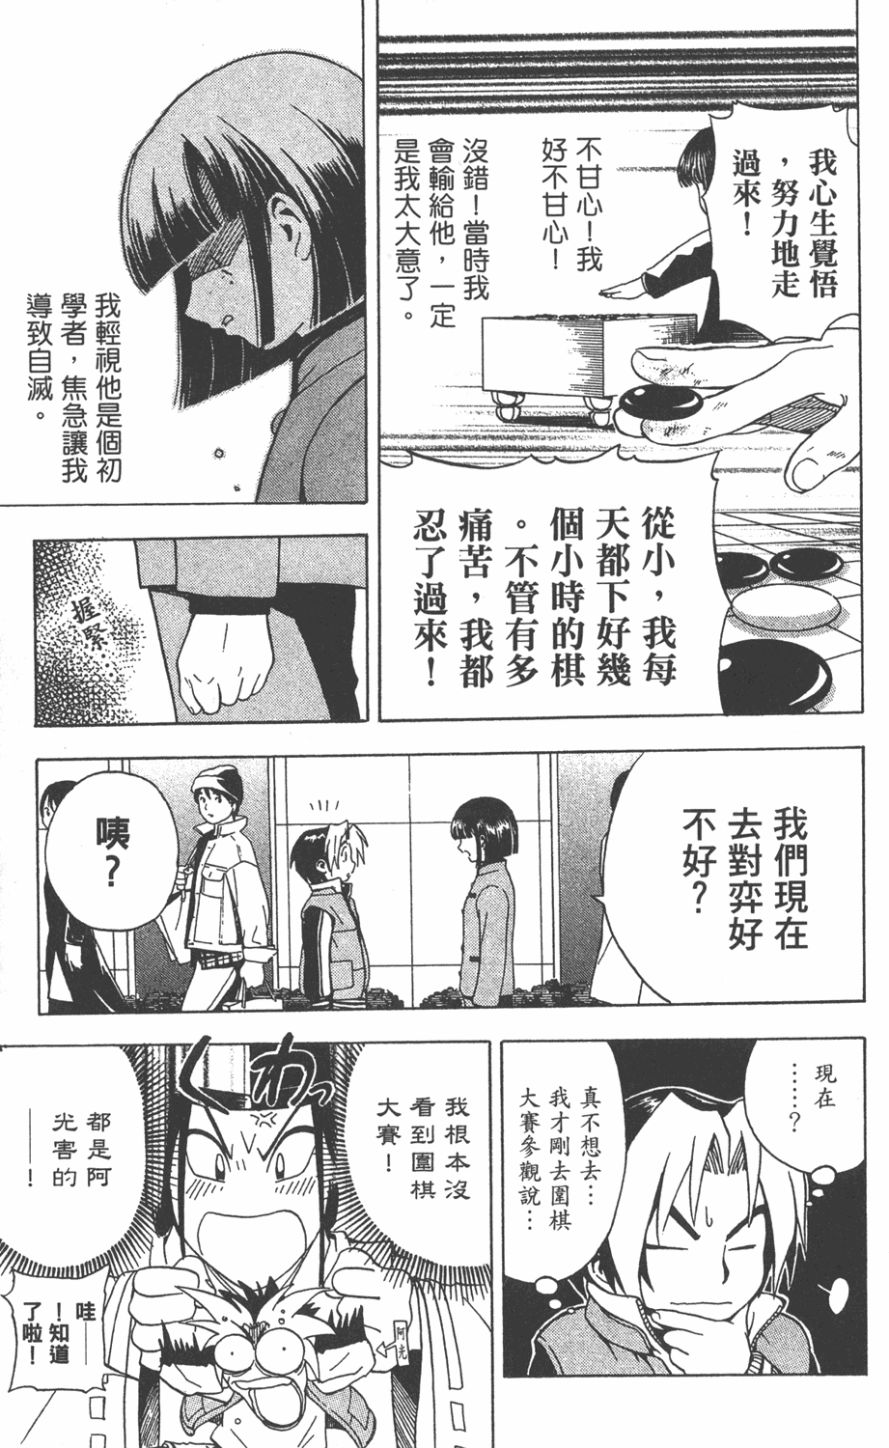 我心生覺悟
，努力地走
過來！
不甘心！我
好不甘心！
沒錯！當時我
會輸給他，一定
是我太大意了。
從小，我每
天都下好幾
個小時的棋
。不管有多
痛苦，我都
忍了過來！
我輕視他是個初
學者，焦急讓我
導致自滅。
握緊…
我們現在
去對弈好
不好？
咦？
現在
……？
真不想去…
我才剛去圍棋
大賽參觀說…
我根本沒
看到圍棋
大賽！
くわっ
都是阿
光害的
——！
阿光
哇——
！知道
了啦！